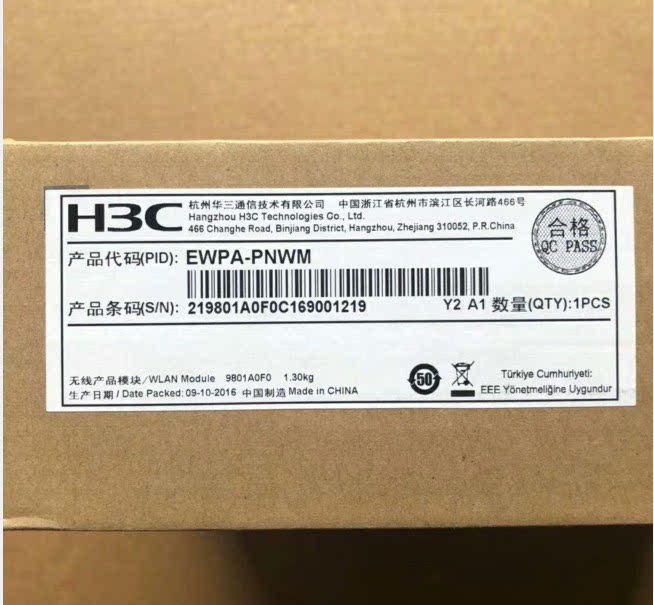 H3C
杭州华三通信技术有限公司 中国浙江省杭州市滨江区长河路466号
Hangzhou H3C Technologies Co., Ltd.
466 Changhe Road, Binjiang District, Hangzhou, Zhejiang 310052, P.R.China
合格
QC PASS
产品代码(PID): EWPA-PNWM
产品条码(S/N): 219801A0F0C169001219 Y2 A1 数量(QTY):1PCS
无线产品模块/WLAN Module 9801A0F0 1.30kg
生产日期/Date Packed:09-10-2016 中国制造 Made in CHINA
50
Türkiye Cumhuriyeti:
EEE Yönetmeliğine Uygundur